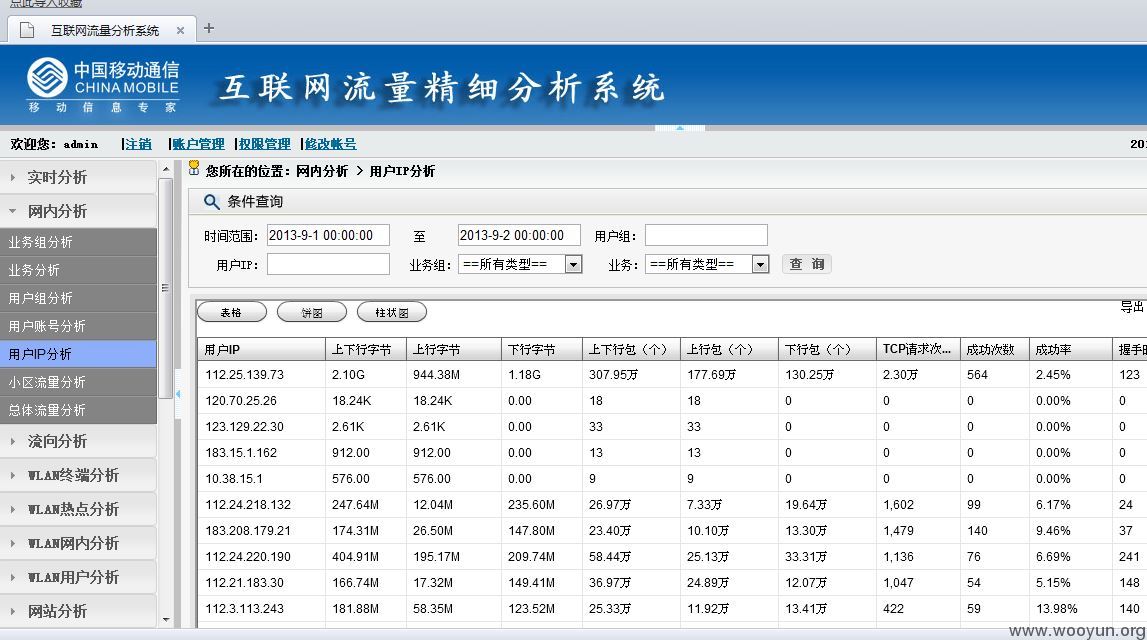 点此导入收藏
互联网流量分析系统 × +
中国移动通信
CHINA MOBILE
移动信息专家
互联网流量精细分析系统
欢迎您: admin |注销 |账户管理 |权限管理 |修改帐号 20
实时分析
网内分析
业务组分析
业务分析
用户组分析
用户账号分析
用户IP分析
小区流量分析
总体流量分析
流向分析
WLAN终端分析
WLAN热点分析
WLAN网内分析
WLAN用户分析
网站分析
您所在的位置: 网内分析 > 用户IP分析
条件查询
时间范围: 2013-9-1 00:00:00 至 2013-9-2 00:00:00 用户组:
用户IP: 业务组: ==所有类型== 业务: ==所有类型== 查 询
导出
表格 饼图 柱状图
用户IP 上下行字节 上行字节 下行字节 上下行包（个） 上行包（个） 下行包（个） TCP请求次... 成功次数 成功率 握手
112.25.139.73 2.10G 944.38M 1.18G 307.95万 177.69万 130.25万 2.30万 564 2.45% 123
120.70.25.26 18.24K 18.24K 0.00 18 18 0 0 0 0.00% 0
123.129.22.30 2.61K 2.61K 0.00 33 33 0 0 0 0.00% 0
183.15.1.162 912.00 912.00 0.00 13 13 0 0 0 0.00% 0
10.38.15.1 576.00 576.00 0.00 9 9 0 0 0 0.00% 0
112.24.218.132 247.64M 12.04M 235.60M 26.97万 7.33万 19.64万 1,602 99 6.17% 24
183.208.179.21 174.31M 26.50M 147.80M 23.40万 10.10万 13.30万 1,479 140 9.46% 37
112.24.220.190 404.91M 195.17M 209.74M 58.44万 25.13万 33.31万 1,136 76 6.69% 241
112.21.183.30 166.74M 17.32M 149.41M 36.97万 24.89万 12.07万 1,047 54 5.15% 148
112.3.113.243 181.88M 58.35M 123.52M 25.33万 11.92万 13.41万 422 59 13.98% 140
www.wooyun.org